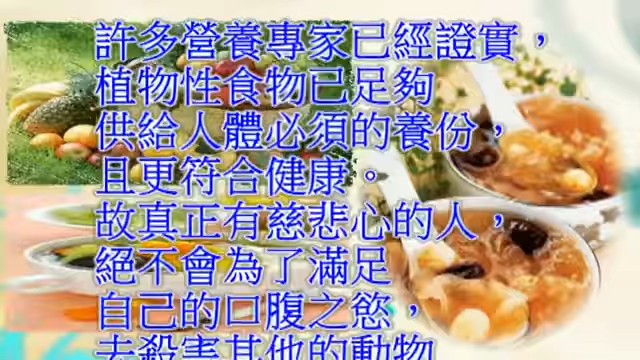 許多營養專家已經證實，
植物性食物已足夠
供給人體必須的養份，
且更符合健康。
故真正有慈悲心的人，
絕不會為了滿足
自己的口腹之慾，
去殺害其他的動物